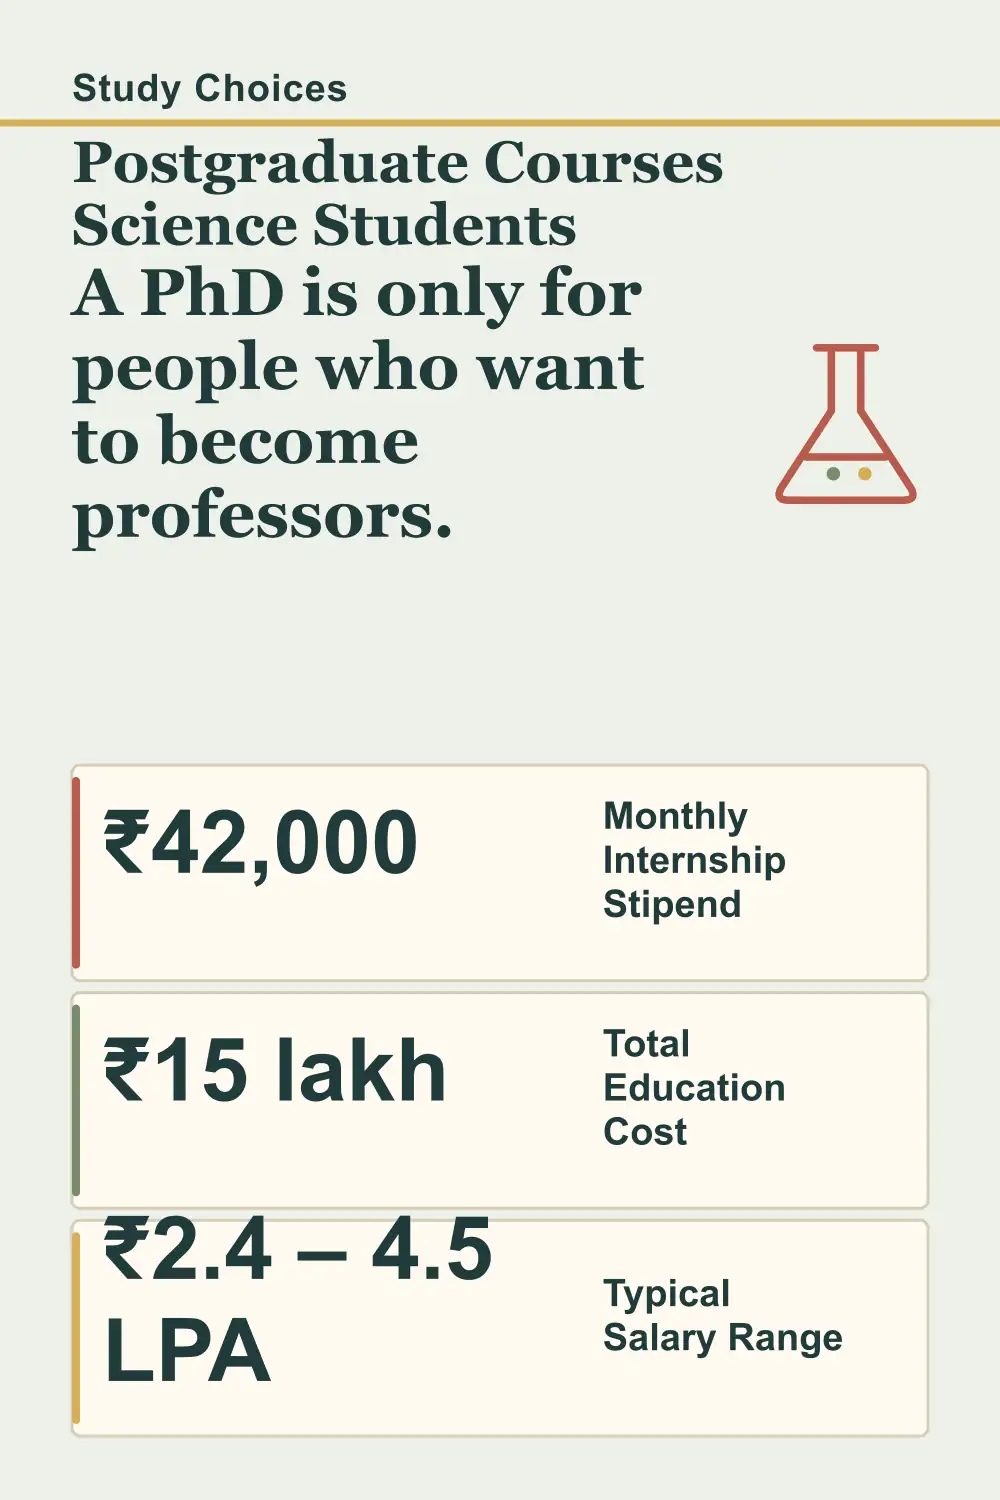 Study Choices
Postgraduate Courses
Science Students
A PhD is only for
people who want
to become
professors.
₹42,000
Monthly
Internship
Stipend
₹15 lakh
Total
Education
Cost
₹2.4 – 4.5
LPA
Typical
Salary Range